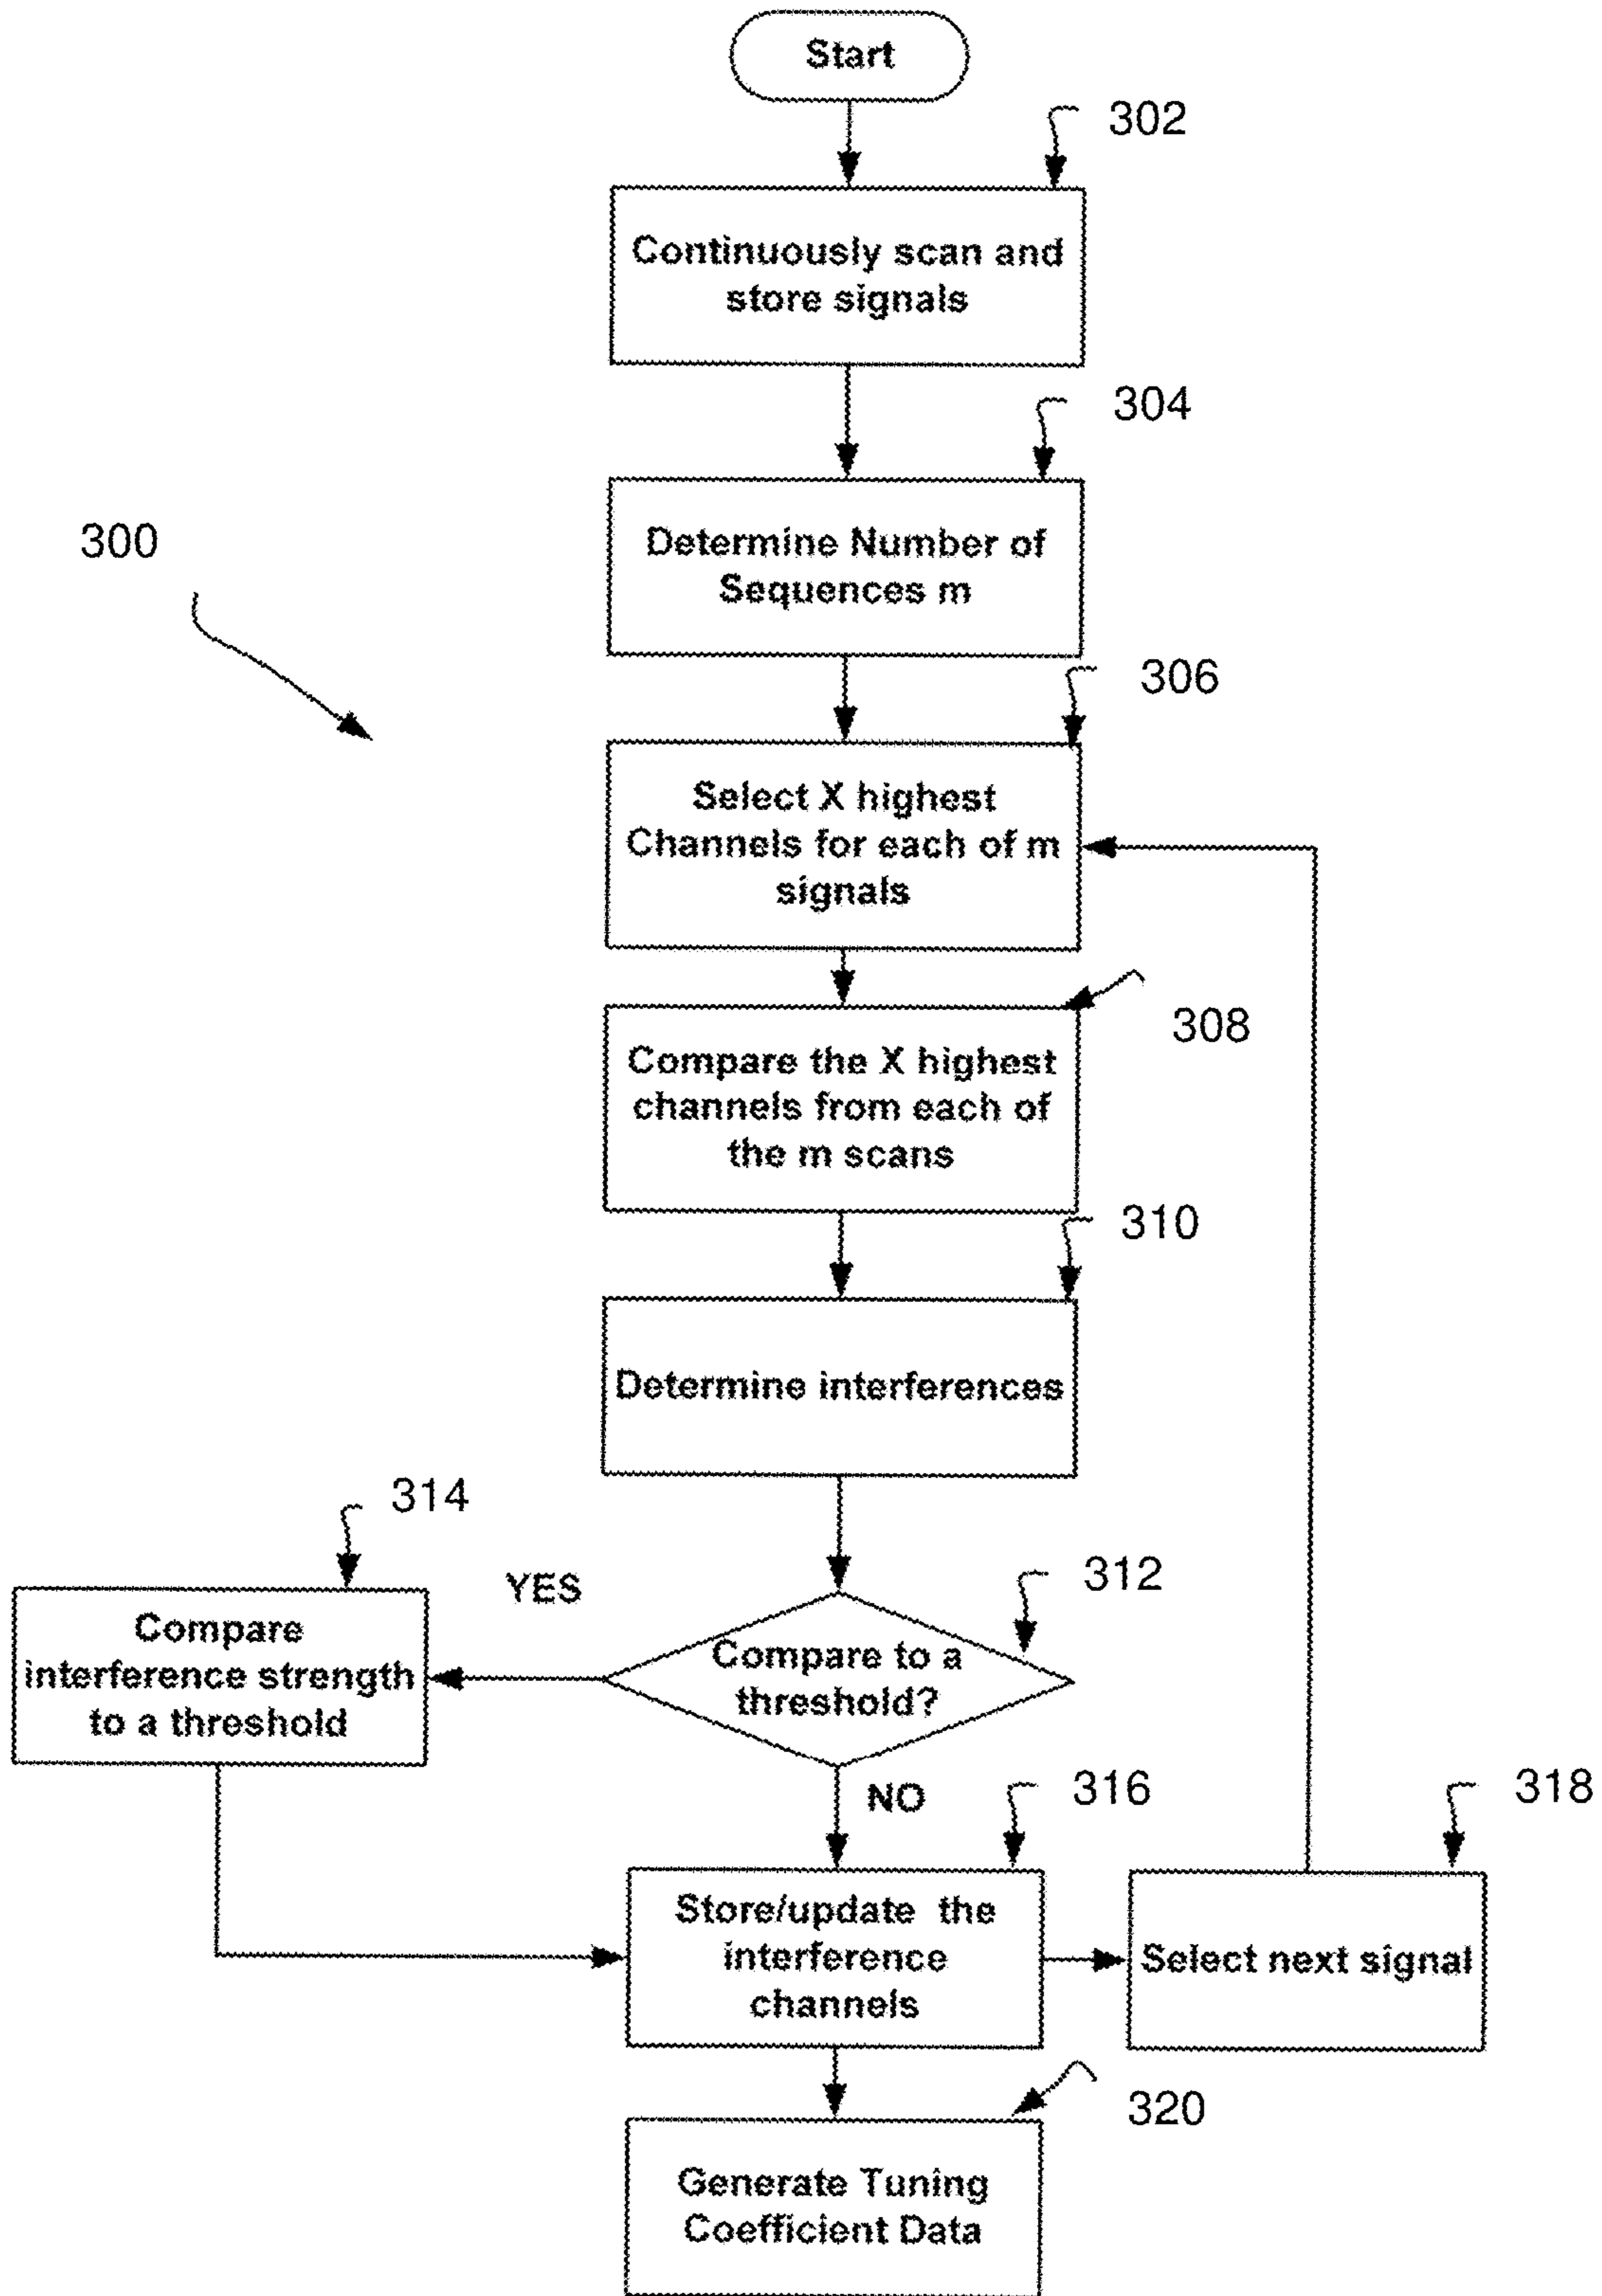 Start
302
Continuously scan and
store signals
304
Determine Number of
Sequences m
300
306
Select X highest
Channels for each of m
signals
308
Compare the X highest
channels from each of
the m scans
310
Determine interferences
314
312
YES
Compare
interference strength
to a threshold
Compare to a
threshold?
NO
316
318
Store/update the
interference
channels
Select next signal
320
Generate Tuning
Coefficient Data